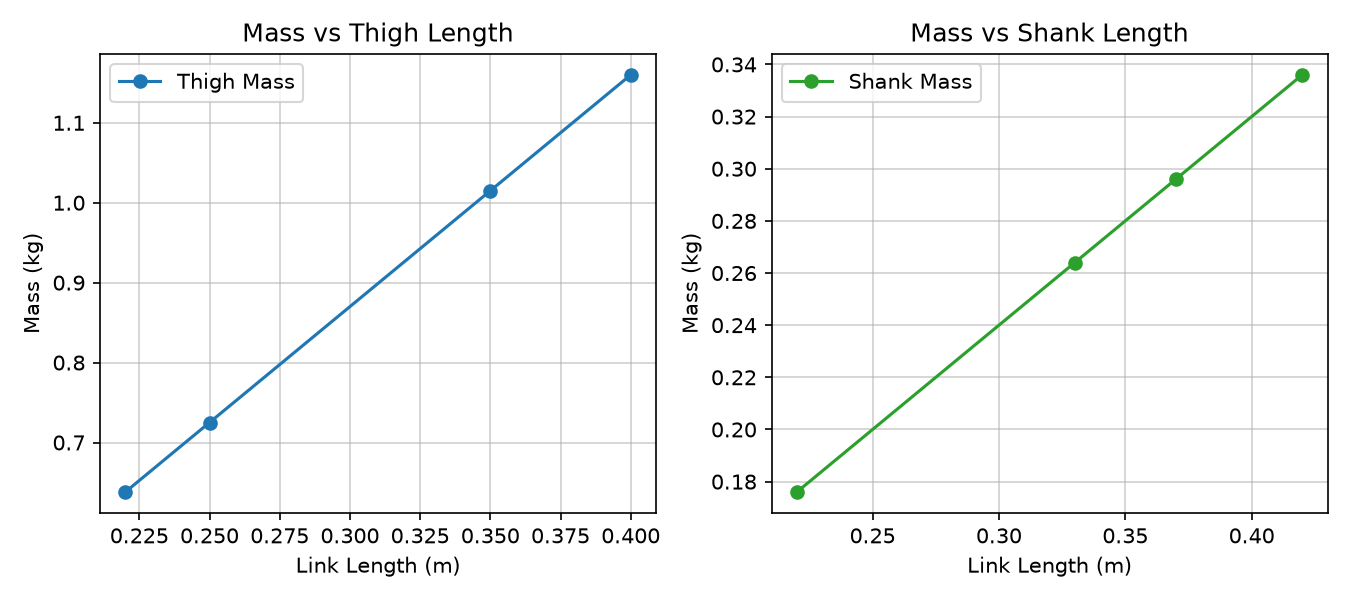 Mass vs Thigh Length
Thigh Mass
Mass (kg)
1.1
1.0
0.9
0.8
0.7
0.225 0.250 0.275 0.300 0.325 0.350 0.375 0.400
Link Length (m)
Mass vs Shank Length
Shank Mass
Mass (kg)
0.34
0.32
0.30
0.28
0.26
0.24
0.22
0.20
0.18
0.25 0.30 0.35 0.40
Link Length (m)